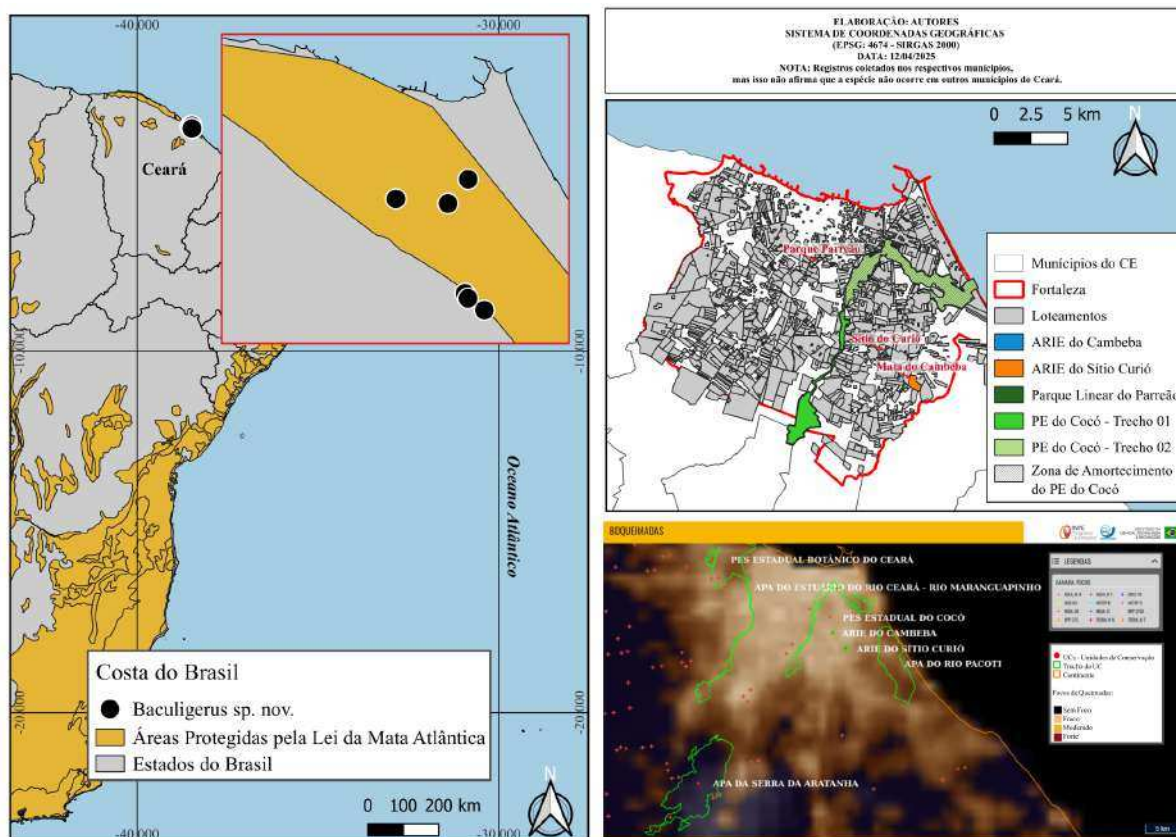 -40.000
-30.000
Ceará
-10.000
-10.000
Oceano Atlântico
-20.000
-20.000
Costa do Brasil
Baculigerus sp. nov.
Áreas Protegidas pela Lei da Mata Atlântica
Estados do Brasil
0 100 200 km
N
-40.000
-30.000
ELABORAÇÃO: AUTORES
SISTEMA DE COORDENADAS GEOGRÁFICAS
(EPSG: 4674 - SIRGAS 2000)
DATA: 12/04/2025
NOTA: Registros coletados nos respectivos municípios,
mas isso não afirma que a espécie não ocorre em outros municípios do Ceará.
0 2.5 5 km
N
Parque Parreão
Sítio do Curió
Mata do Cambeba
Municípios do CE
Fortaleza
Loteamentos
ARIE do Cambeba
ARIE do Sítio Curió
Parque Linear do Parreão
PE do Cocó - Trecho 01
PE do Cocó - Trecho 02
Zona de Amortecimento
do PE do Cocó
BDQUEIMADAS
LEGENDAS
PES ESTADUAL BOTÂNICO DO CEARÁ
APA DO ESTUÁRIO DO RIO CEARÁ - RIO MARANGUAPINHO
PES ESTADUAL DO COCÓ
ARIE DO CAMBEBA
ARIE DO SÍTIO CURIÓ
APA DO RIO PACOTI
APA DA SERRA DA ARATANHA
UCs - Unidades de Conservação
Continente
Focos de Queimadas:
Sem Foco
Fraco
Moderado
Forte